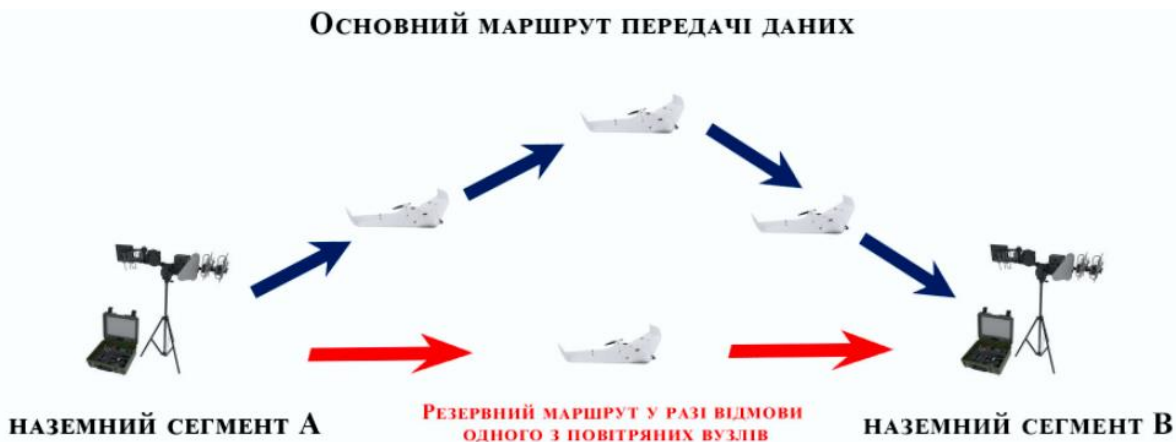 Основний маршрут передачі даних
наземний сегмент А
Резервний маршрут у разі відмови
одного з повітряних вузлів
наземний сегмент В